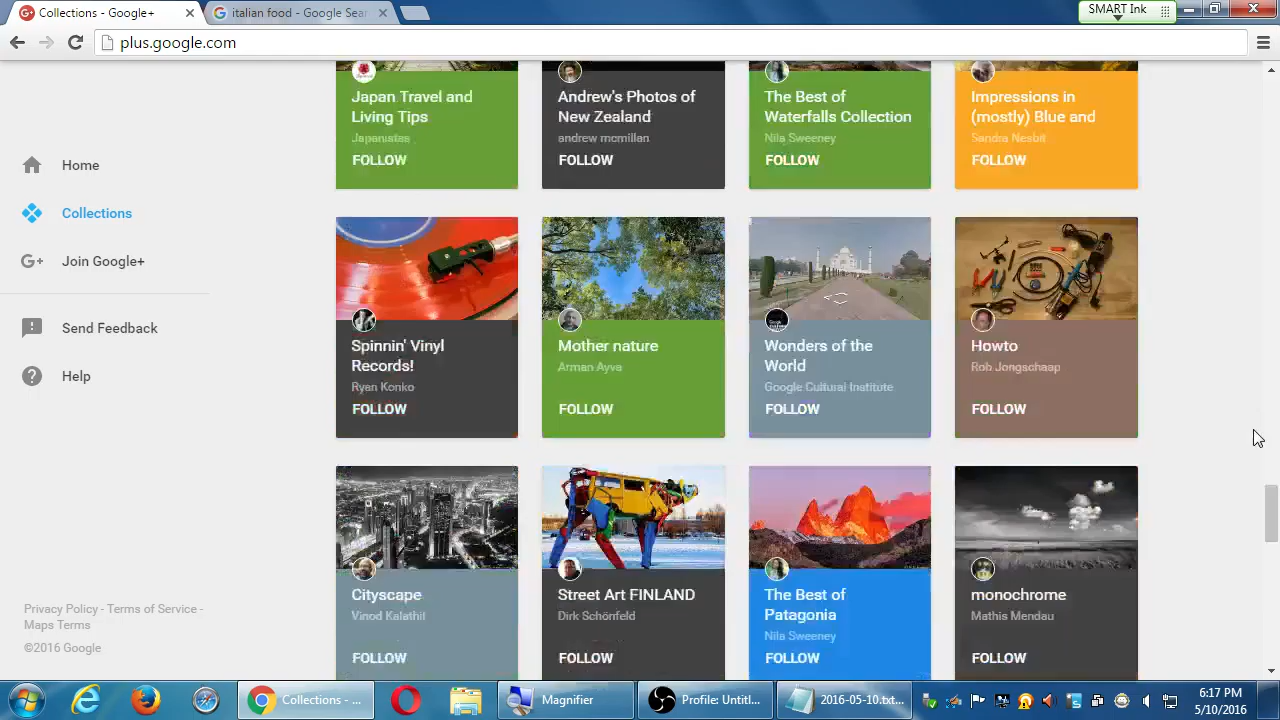 Collections - Google+
italian food - Google Sear
SMART Ink
plus.google.com
Home
Collections
Join Google+
Send Feedback
Help
Privacy Policy - Terms of Service -
Maps Terms
©2016 Google
Japan Travel and
Living Tips
Japanistas
FOLLOW
Andrew's Photos of
New Zealand
andrew mcmillan
FOLLOW
The Best of
Waterfalls Collection
Nila Sweeney
FOLLOW
Impressions in
(mostly) Blue and
Sandra Nesbit
FOLLOW
Spinnin' Vinyl
Records!
Ryan Konko
FOLLOW
Mother nature
Arman Ayva
FOLLOW
Wonders of the
World
Google Cultural Institute
FOLLOW
Howto
Rob Jongschaap
FOLLOW
Cityscape
Vinod Kalathil
FOLLOW
Street Art FINLAND
Dirk Schönfeld
FOLLOW
The Best of
Patagonia
Nila Sweeney
FOLLOW
monochrome
Mathis Mendau
FOLLOW
Collections - ...
Magnifier
Profile: Untitl...
2016-05-10.txt...
6:17 PM
5/10/2016